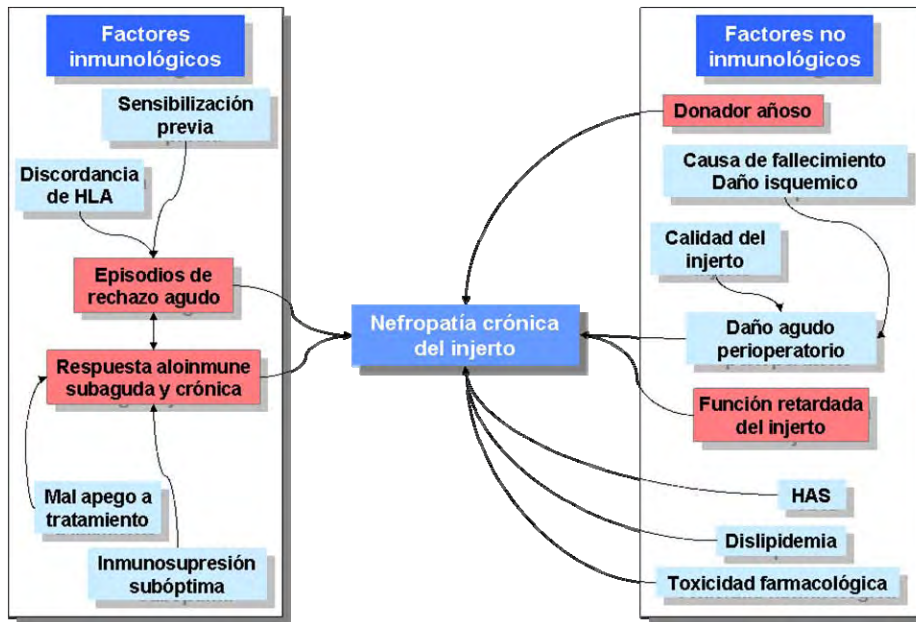 Factores
inmunológicos
Sensibilización
previa
Discordancia
de HLA
Episodios de
rechazo agudo
Respuesta aloinmune
subaguda y crónica
Mal apego a
tratamiento
Inmunosupresión
subóptima
Nefropatía crónica
del injerto
Factores no
inmunológicos
Donador añoso
Causa de fallecimiento
Daño isquemico
Calidad del
injerto
Daño agudo
perioperatorio
Función retardada
del injerto
HAS
Dislipidemia
Toxicidad farmacológica